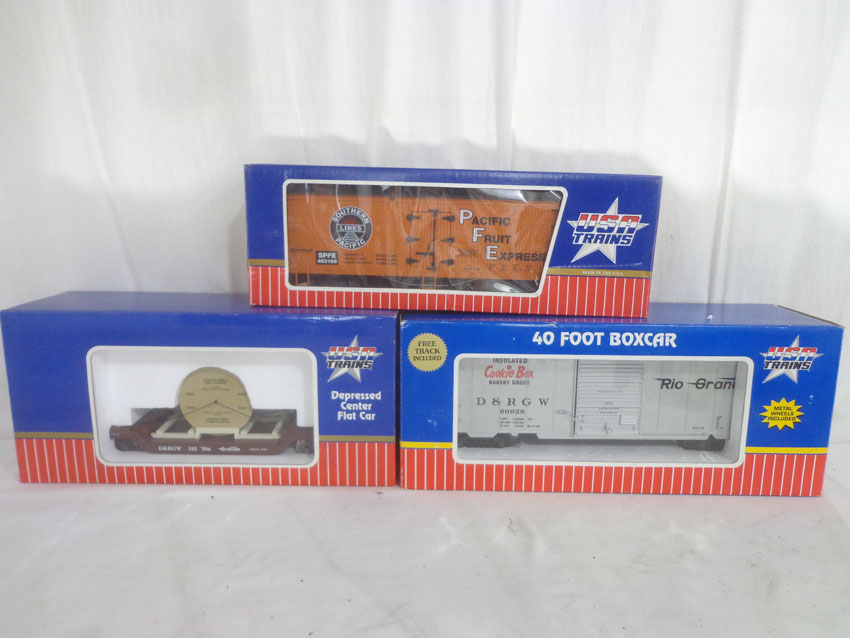 SOUTHERN
LINES
PACIFIC
SPFE
PACIFIC
FRUIT
EXPRESS
USA
TRAINS
MADE IN THE U.S.A.
USA
TRAINS
Depressed
Center
Flat Car
D&RGW
Rio Grande
FREE
TRACK
INCLUDED
40 FOOT BOXCAR
USA
TRAINS
INSULATED
Cookie Box
BAKERY GOODS
D&RGW
60028
Rio Grand
METAL
WHEELS
INCLUDED